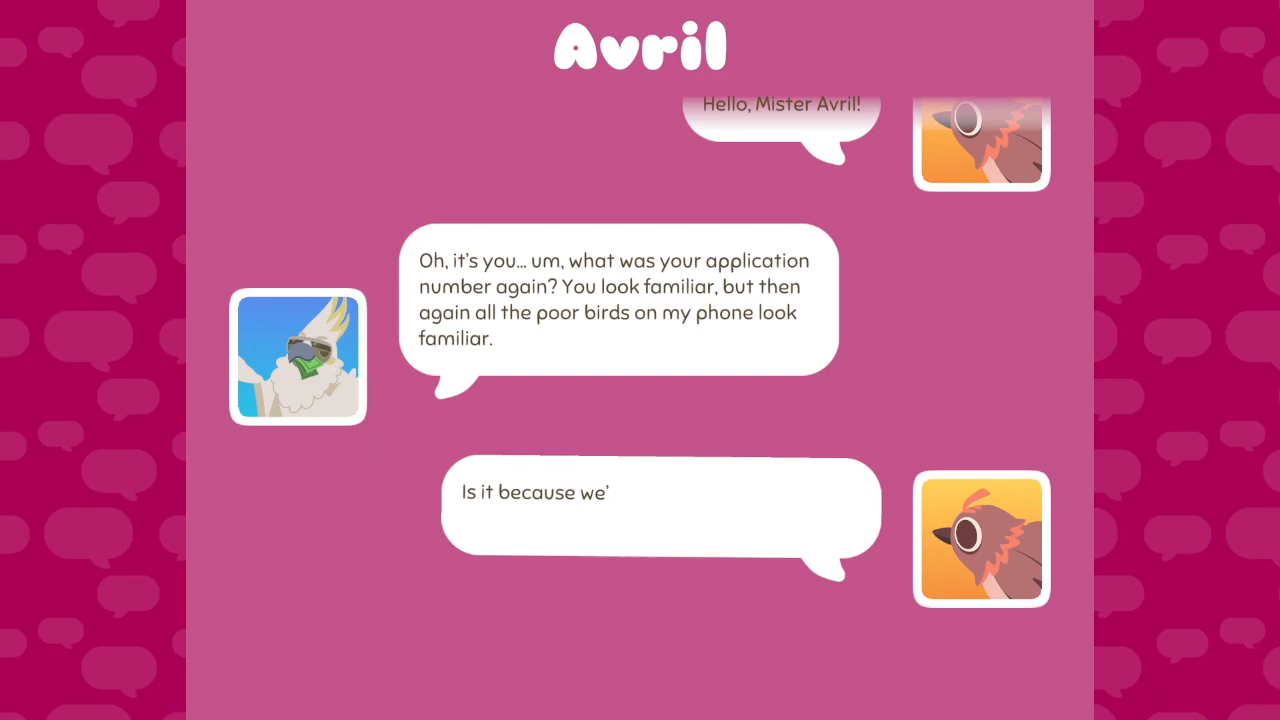 Avril
Hello, Mister Avril!
Oh, it's you... um, what was your application
number again? You look familiar, but then
again all the poor birds on my phone look
familiar.
Is it because we'